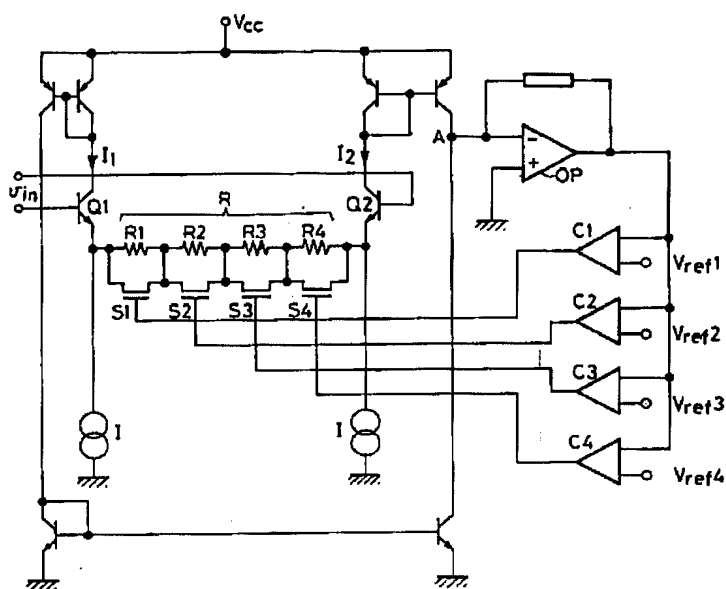 Vcc
A
−
+
OP
I1
I2
υin
Q1
R
Q2
R1 R2 R3 R4
S1 S2 S3 S4
C1
Vref1
C2
Vref2
C3
Vref3
C4
Vref4
I
I